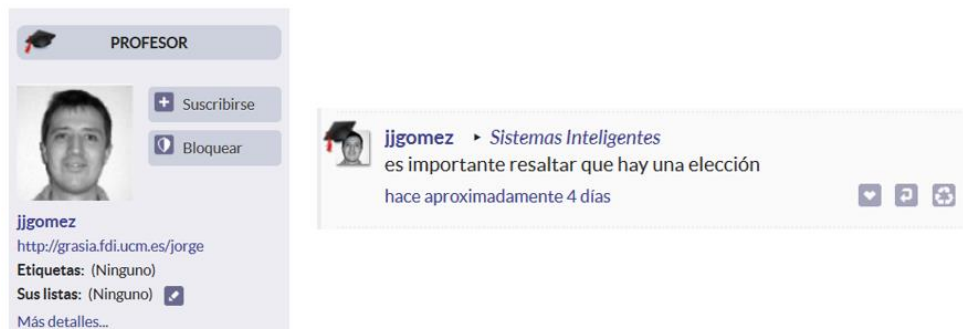 PROFESOR
Suscribirse
Bloquear
jjgomez
http://grasia.fdi.ucm.es/jorge
Etiquetas: (Ninguno)
Sus listas: (Ninguno)
Más detalles...
jjgomez ‣ Sistemas Inteligentes
es importante resaltar que hay una elección
hace aproximadamente 4 días